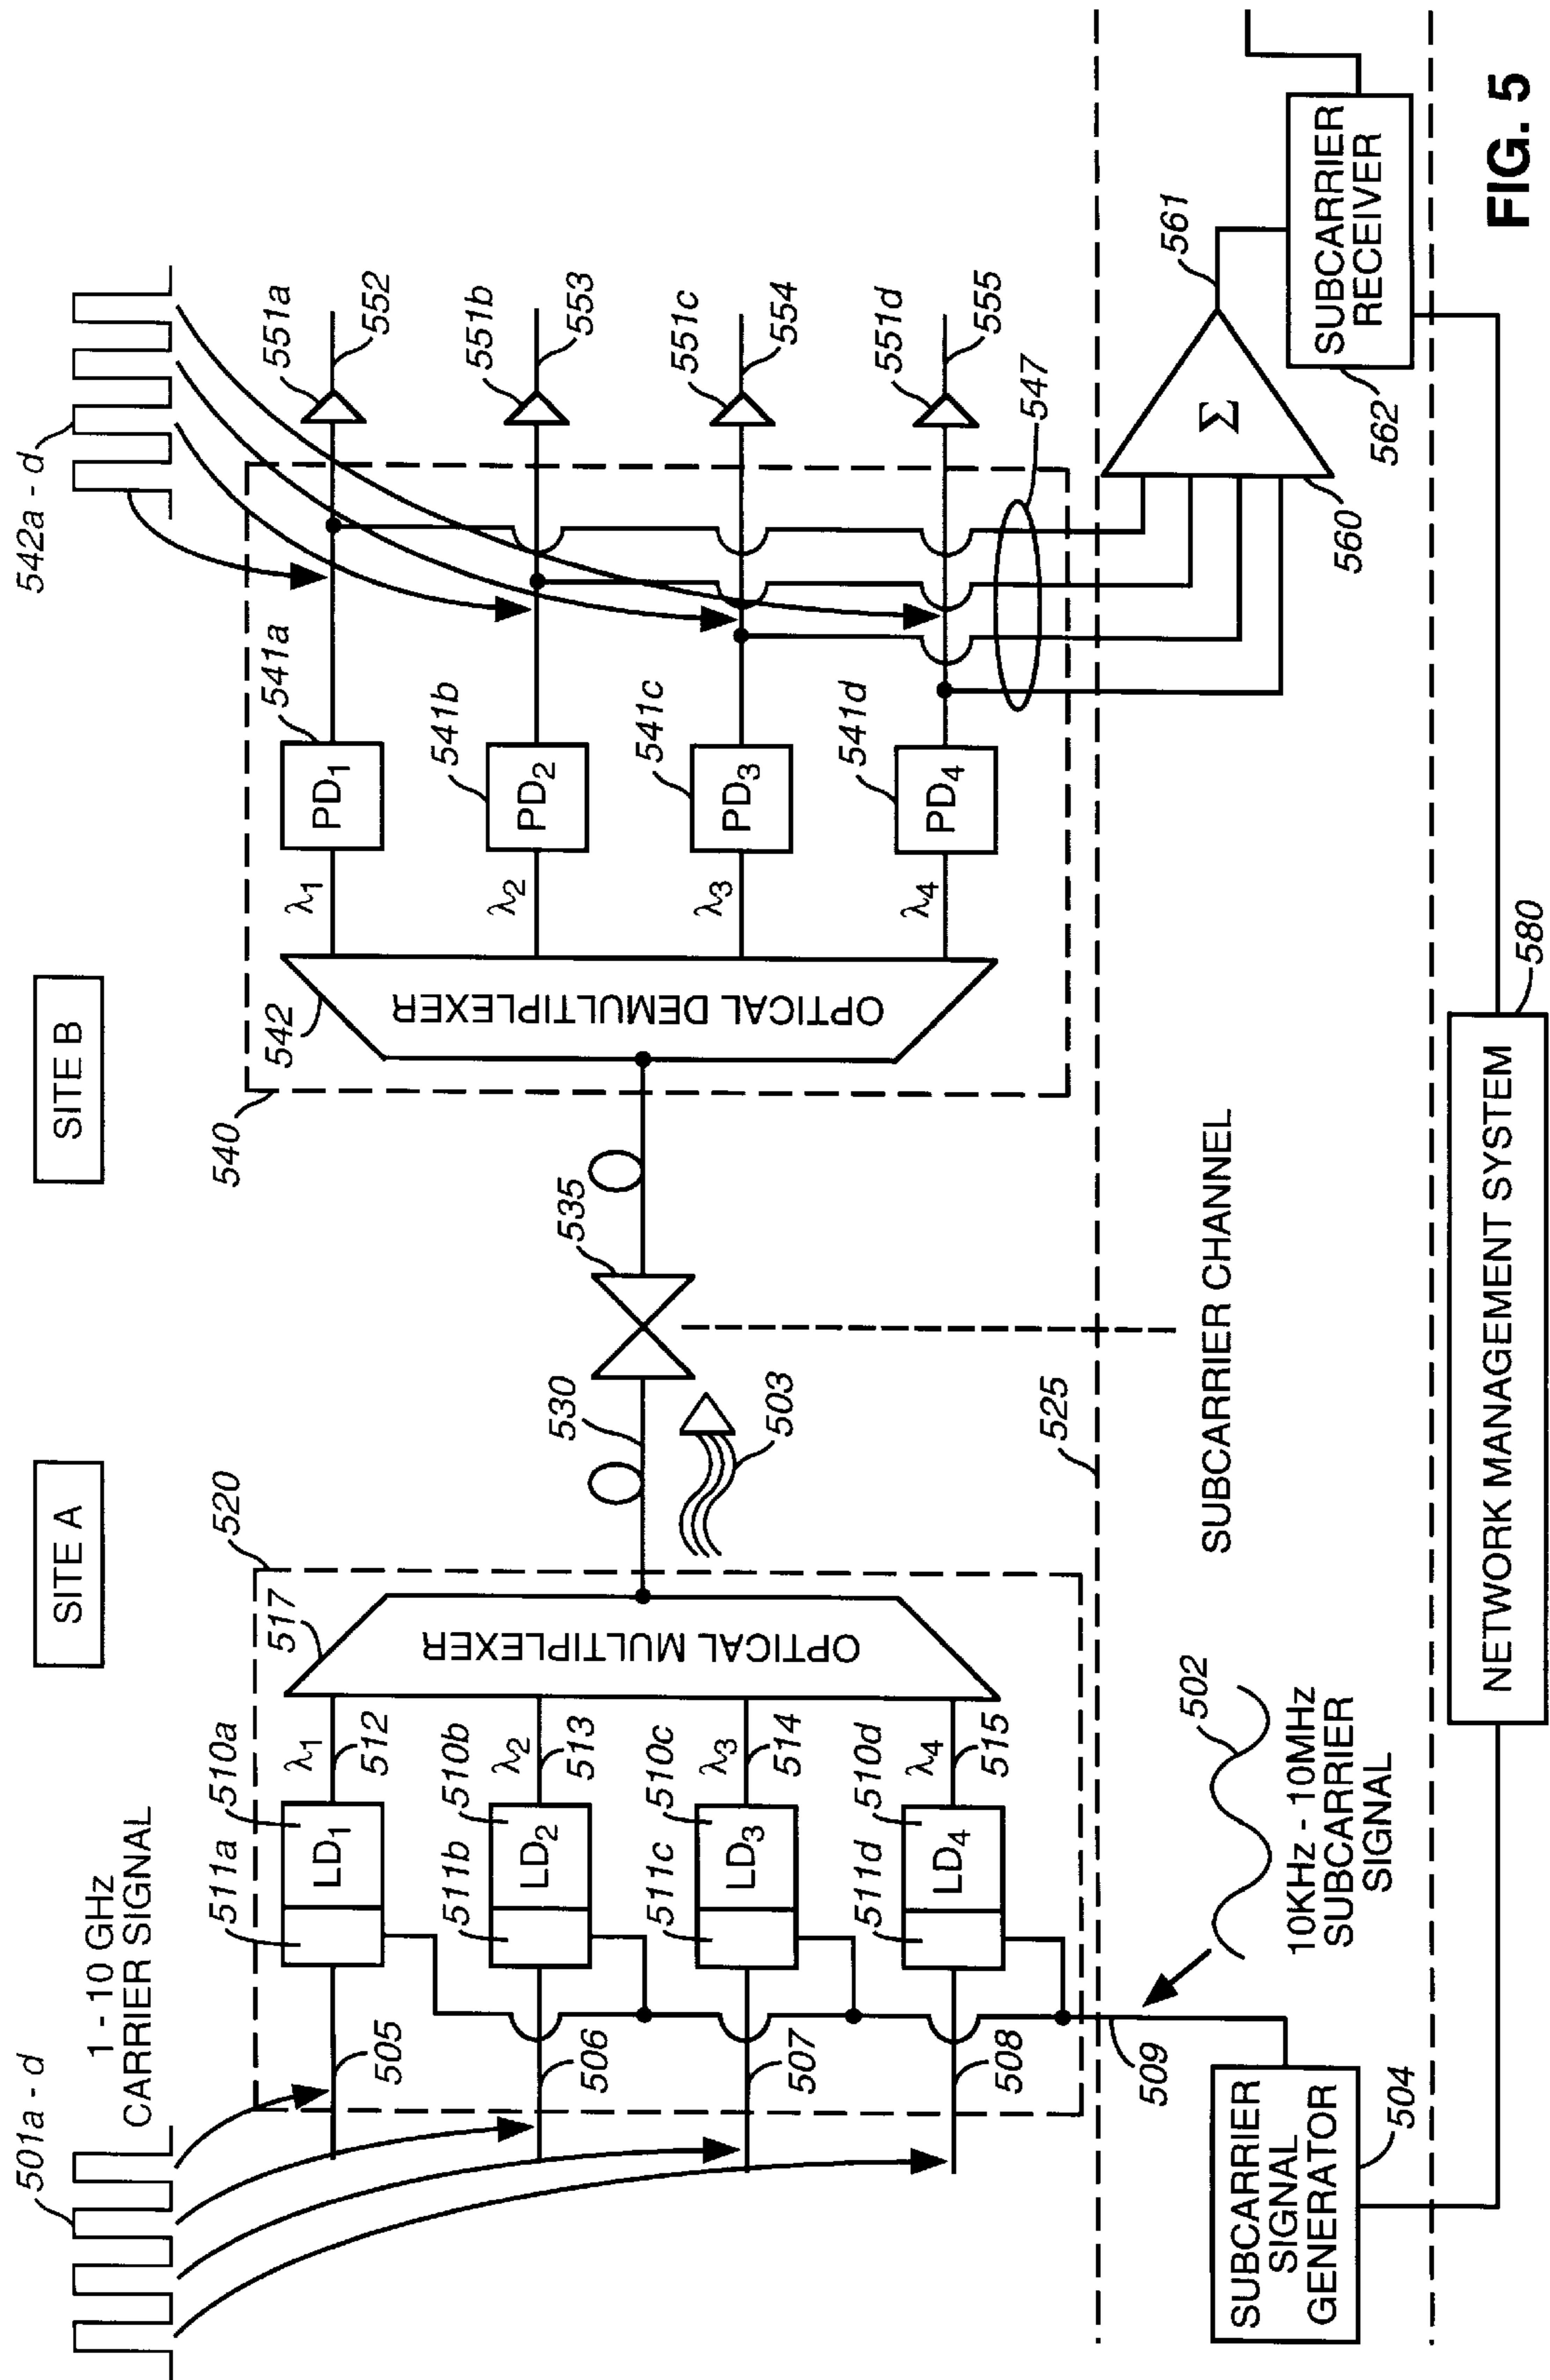 SITE A
SITE B
501a - d
1 - 10 GHz
CARRIER SIGNAL
542a - d
511a
510a
λ1
512
505
LD1
511b
510b
λ2
513
506
LD2
511c
510c
λ3
514
507
LD3
511d
510d
λ4
515
508
LD4
517
520
OPTICAL MULTIPLEXER
530
503
535
540
542
OPTICAL DEMULTIPLEXER
λ1
PD1
541a
551a
552
λ2
PD2
541b
551b
553
λ3
PD3
541c
551c
554
λ4
PD4
541d
551d
555
547
525
509
502
10KHz - 10MHz
SUBCARRIER
SIGNAL
SUBCARRIER
SIGNAL
GENERATOR
504
SUBCARRIER CHANNEL
Σ
560
561
SUBCARRIER
RECEIVER
562
NETWORK MANAGEMENT SYSTEM
580
FIG. 5